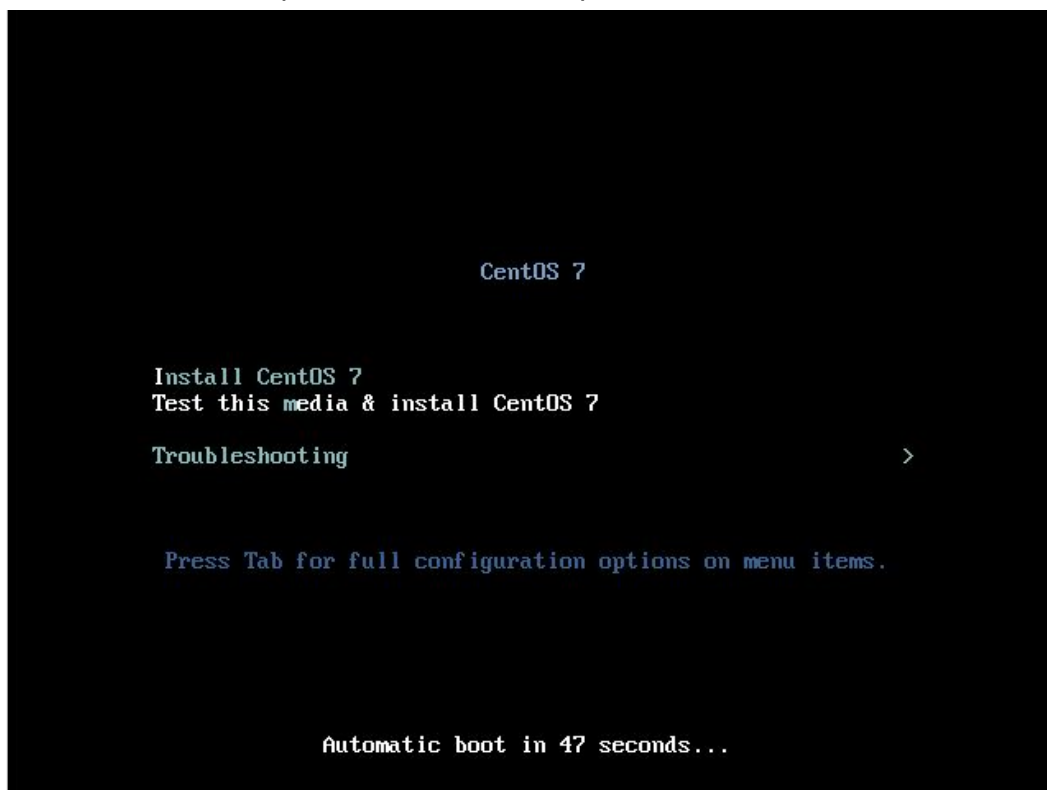 CentOS 7
Install CentOS 7
Test this media & install CentOS 7
Troubleshooting >
Press Tab for full configuration options on menu items.
Automatic boot in 47 seconds...